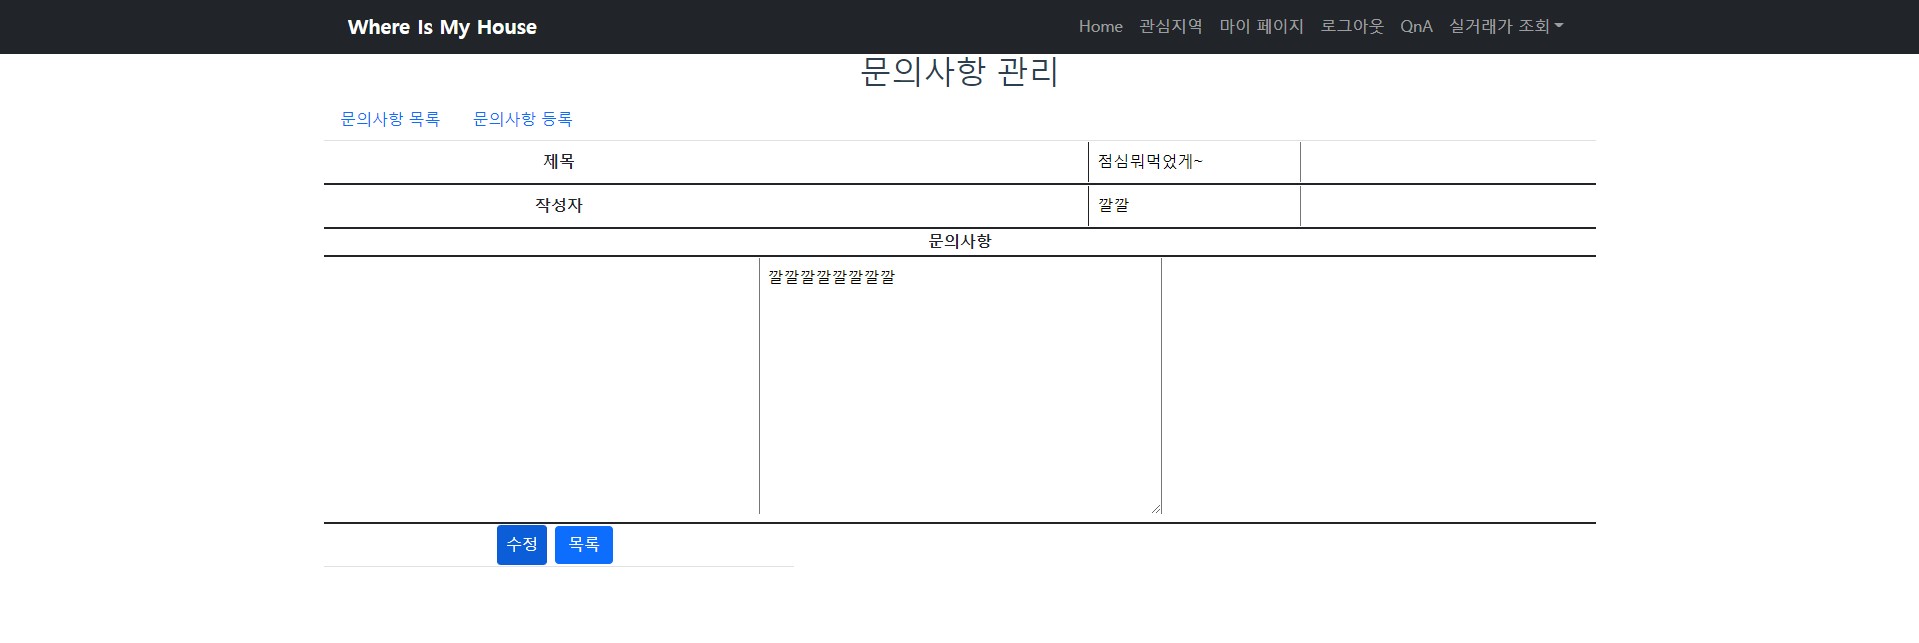 Where Is My House Home 관심지역 마이 페이지 로그아웃 QnA 실거래가 조회
문의사항 관리
문의사항 목록 문의사항 등록
제목 점심뭐먹었게~
작성자 깔깔
문의사항
깔깔깔깔깔깔깔깔
수정 목록